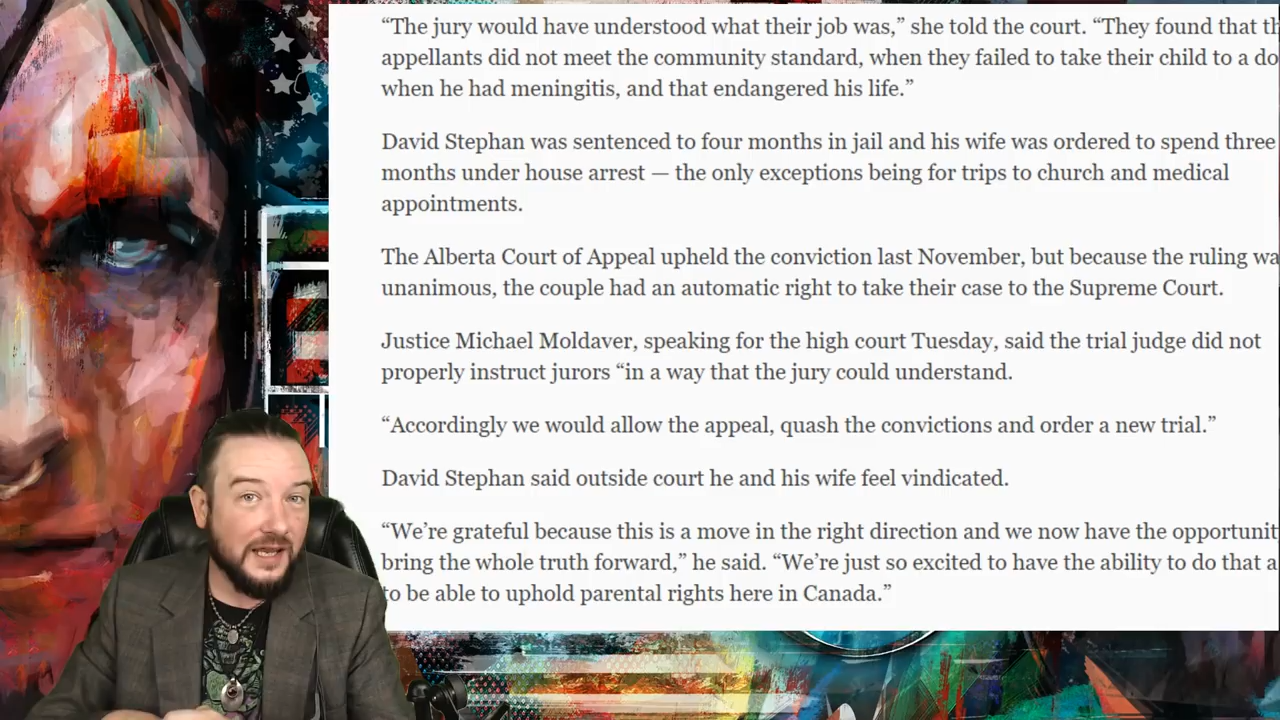 “The jury would have understood what their job was,” she told the court. “They found that
appellants did not meet the community standard, when they failed to take their child to a
when he had meningitis, and that endangered his life.”
David Stephan was sentenced to four months in jail and his wife was ordered to spend three
months under house arrest — the only exceptions being for trips to church and medical
appointments.
The Alberta Court of Appeal upheld the conviction last November, but because the ruling
unanimous, the couple had an automatic right to take their case to the Supreme Court.
Justice Michael Moldaver, speaking for the high court Tuesday, said the trial judge did not
properly instruct jurors “in a way that the jury could understand.
“Accordingly we would allow the appeal, quash the convictions and order a new trial.”
David Stephan said outside court he and his wife feel vindicated.
“We’re grateful because this is a move in the right direction and we now have the
bring the whole truth forward,” he said. “We’re just so excited to have the ability to do that
to be able to uphold parental rights here in Canada.”